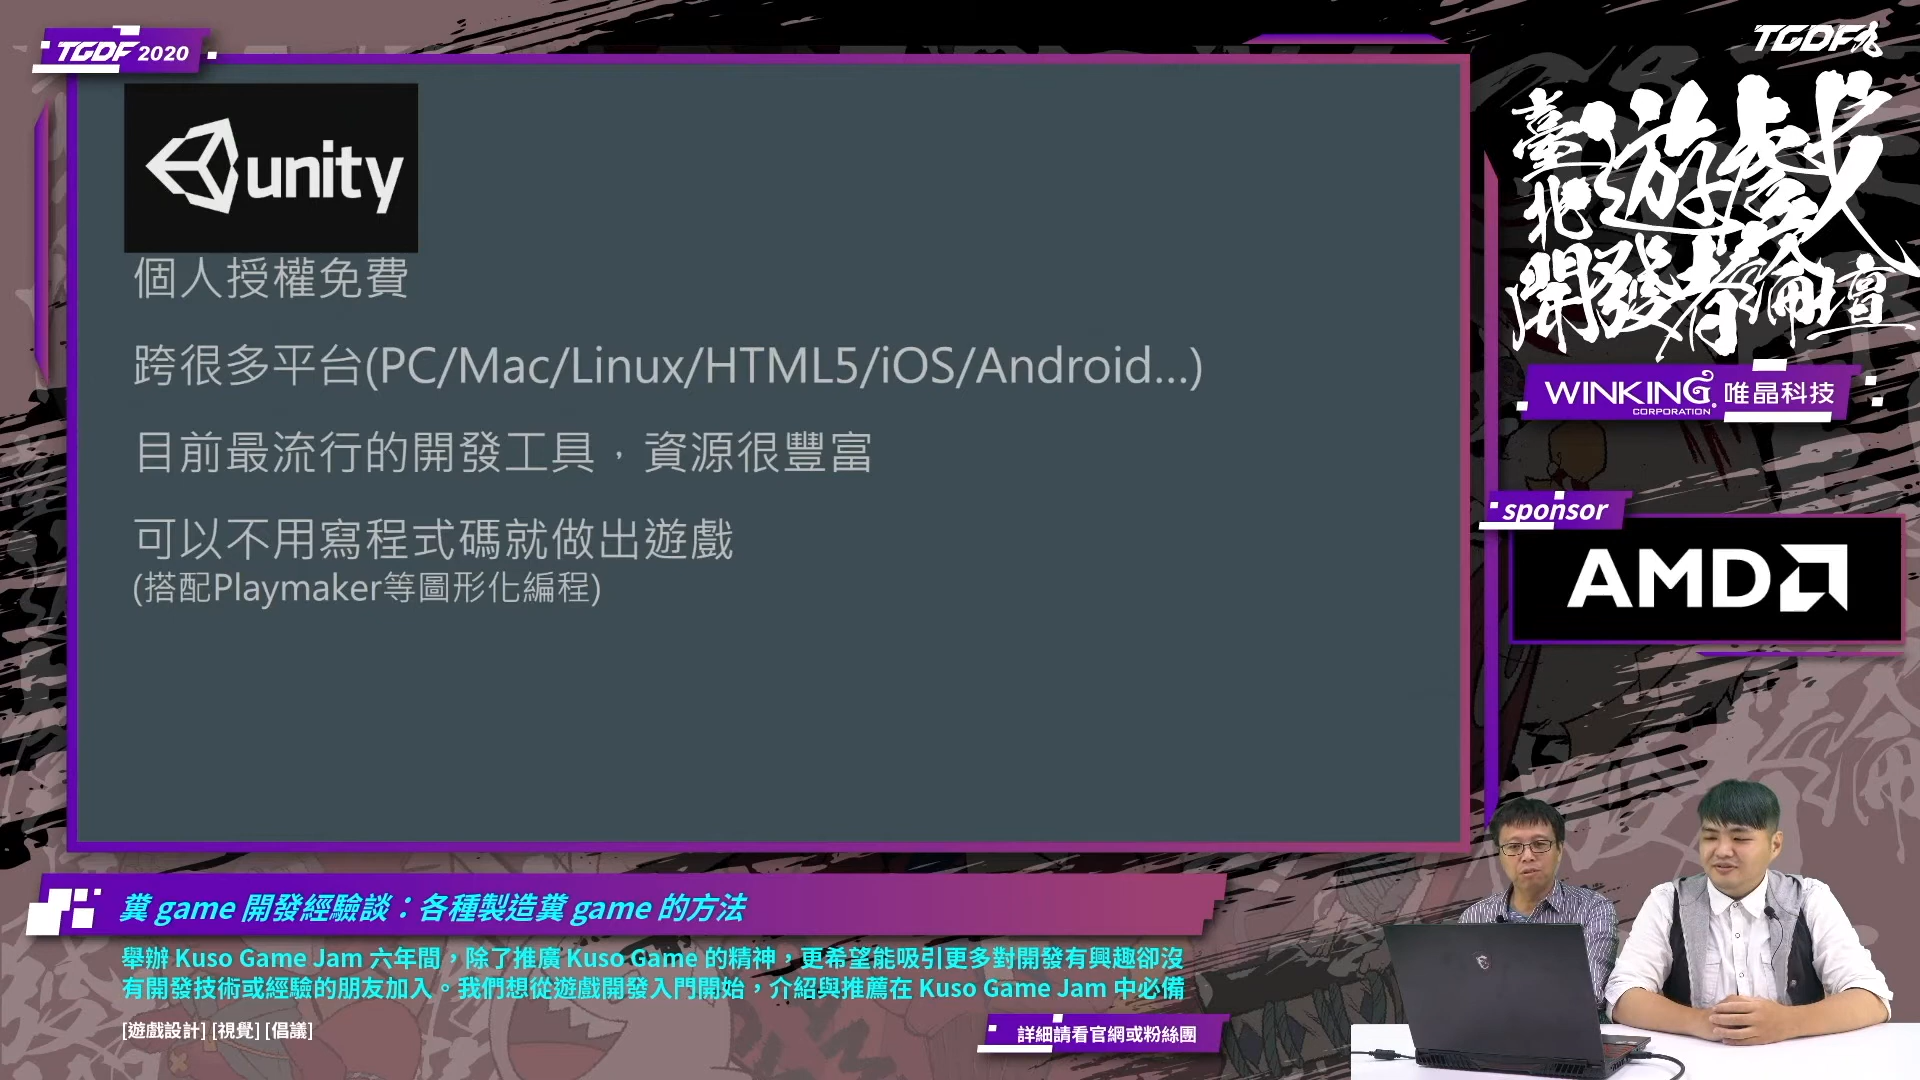 TGDF 2020
unity
個人授權免費
跨很多平台(PC/Mac/Linux/HTML5/iOS/Android...)
目前最流行的開發工具，資源很豐富
可以不用寫程式碼就做出遊戲
(搭配Playmaker等圖形化編程)
TGDF九
臺北遊戲
開發者論壇
WINKING 唯晶科技
CORPORATION
sponsor
AMD
糞 game 開發經驗談：各種製造糞 game 的方法
舉辦 Kuso Game Jam 六年間，除了推廣 Kuso Game 的精神，更希望能吸引更多對開發有興趣卻沒
有開發技術或經驗的朋友加入。我們想從遊戲開發入門開始，介紹與推薦在 Kuso Game Jam 中必備
[遊戲設計] [視覺] [倡議]
詳細請看官網或粉絲團